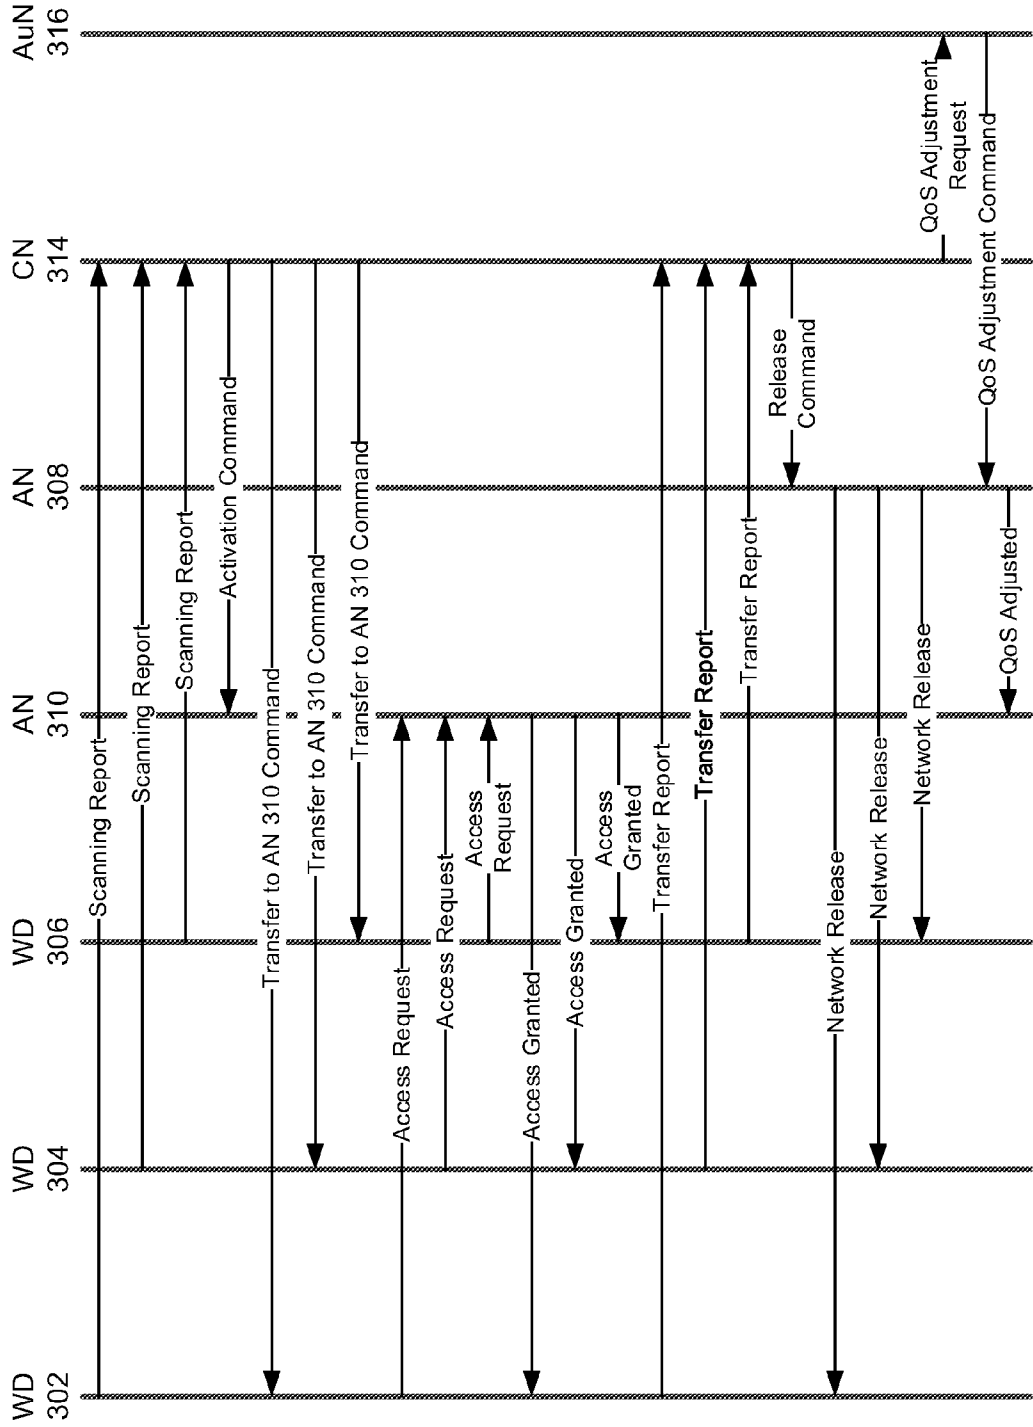 WD
302
WD
304
WD
306
AN
310
AN
308
CN
314
AuN
316
Scanning Report
Scanning Report
Scanning Report
Activation Command
Transfer to AN 310 Command
Transfer to AN 310 Command
Transfer to AN 310 Command
Access Request
Access Request
Access
Request
Access Granted
Access Granted
Access
Granted
Transfer Report
Transfer Report
Transfer Report
Release
Command
Network Release
Network Release
Network Release
QoS Adjustment
Request
QoS Adjustment Command
QoS Adjusted